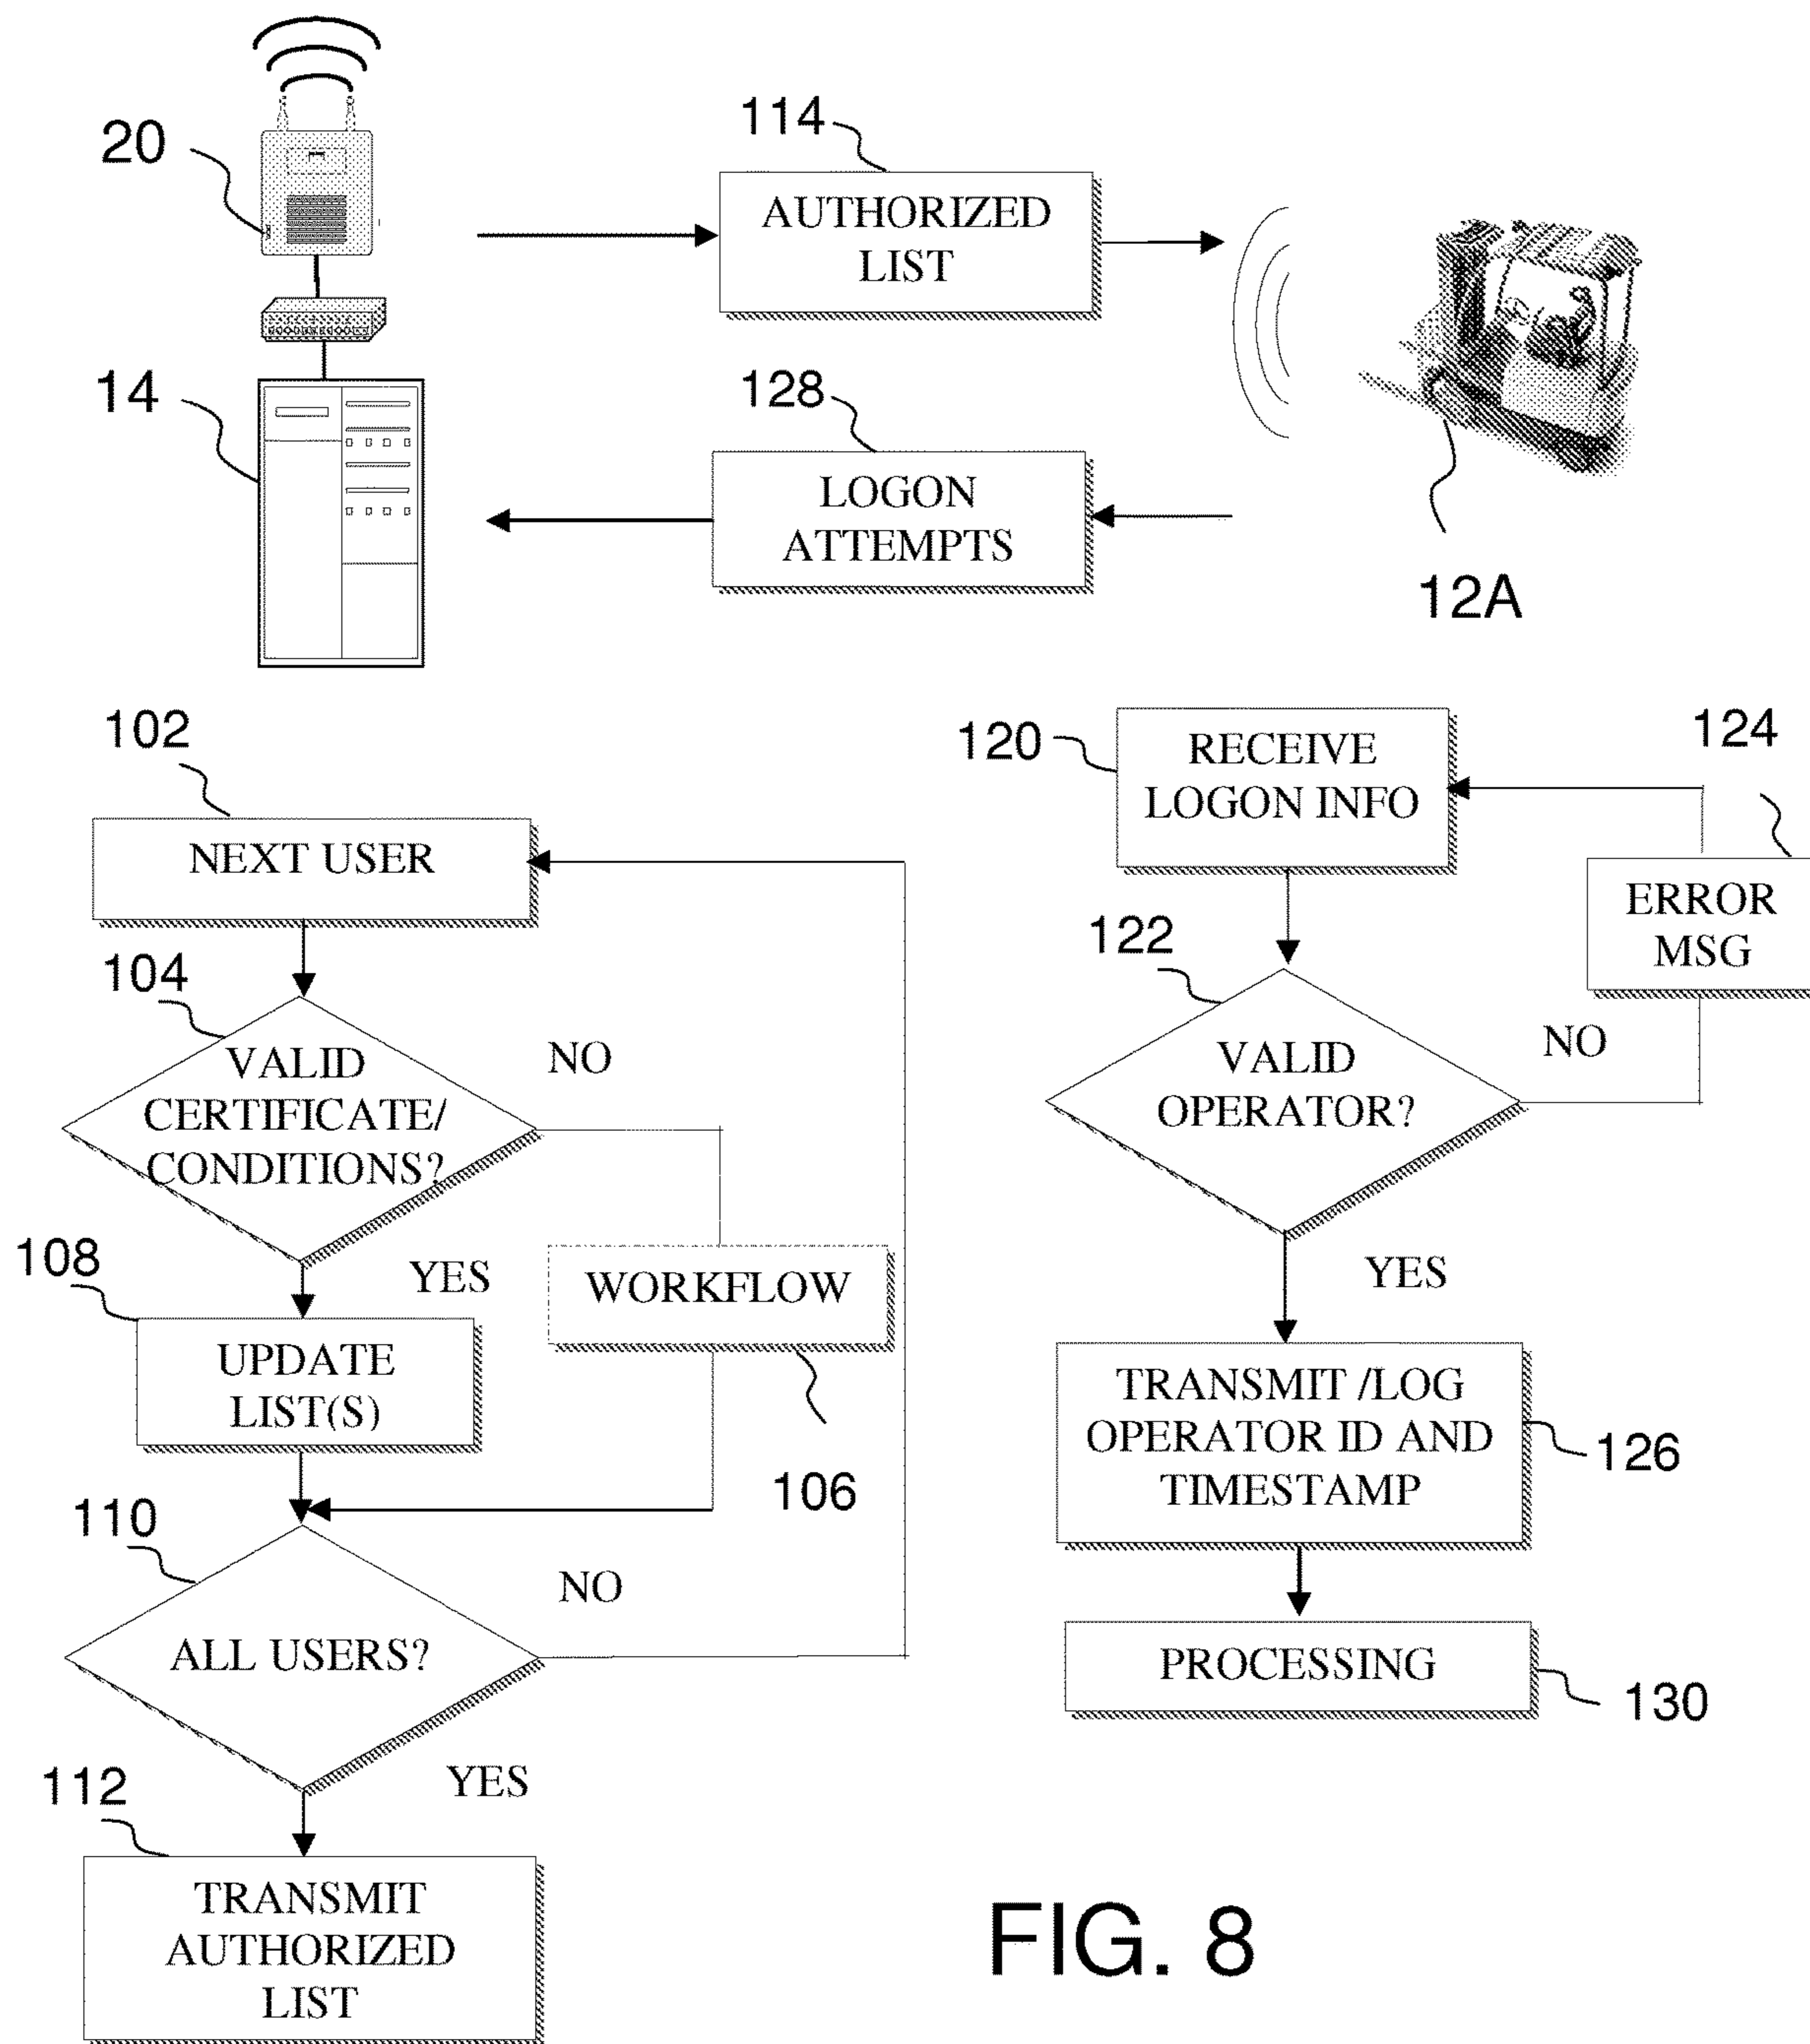 20
114
AUTHORIZED
LIST
14
128
LOGON
ATTEMPTS
12A
102
NEXT USER
104
VALID
CERTIFICATE/
CONDITIONS?
NO
108
YES
WORKFLOW
UPDATE
LIST(S)
106
110
NO
ALL USERS?
YES
112
TRANSMIT
AUTHORIZED
LIST
120
RECEIVE
LOGON INFO
124
ERROR
MSG
122
VALID
OPERATOR?
NO
YES
TRANSMIT /LOG
OPERATOR ID AND
TIMESTAMP
126
PROCESSING
130
FIG. 8